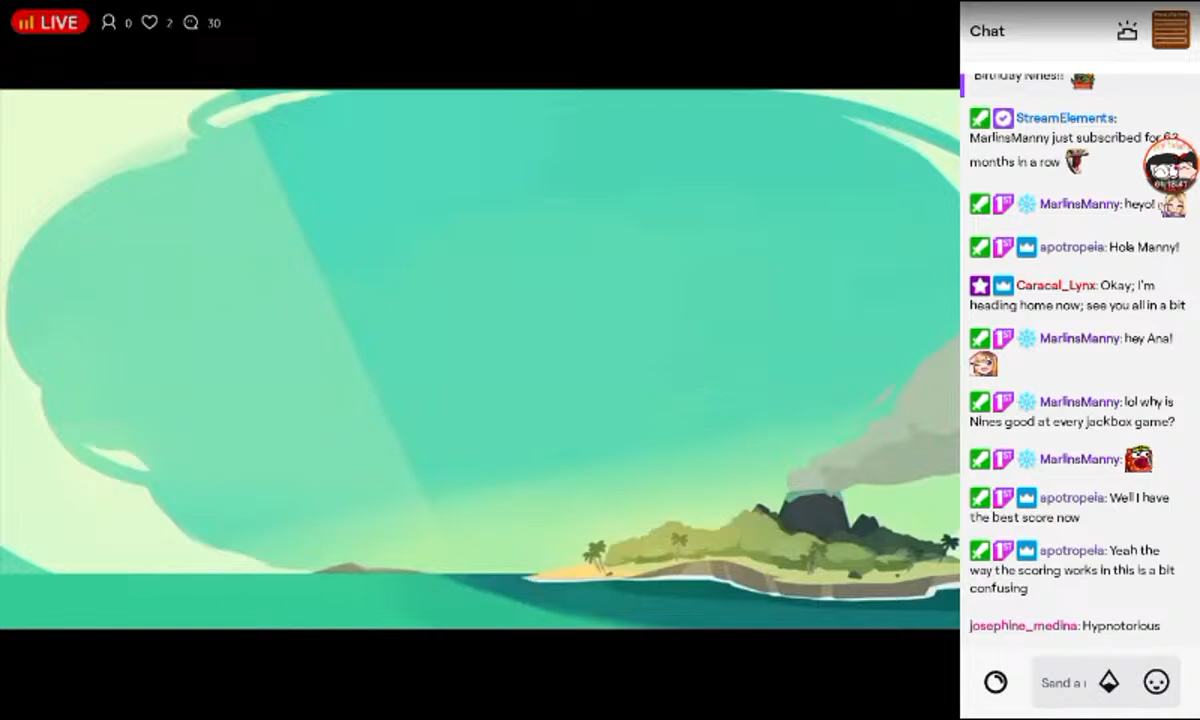 LIVE 0 2 30
Chat
Birthday Nines!!
StreamElements:
MarlinsManny just subscribed for 63
months in a row
MarlinsManny: heyo!
apotropeia: Hola Manny!
Caracal_Lynx: Okay; I'm
heading home now; see you all in a bit
MarlinsManny: hey Ana!
MarlinsManny: lol why is
Nines good at every jackbox game?
MarlinsManny:
apotropeia: Well I have
the best score now
apotropeia: Yeah the
way the scoring works in this is a bit
confusing
josephine_medina: Hypnotorious
Send a